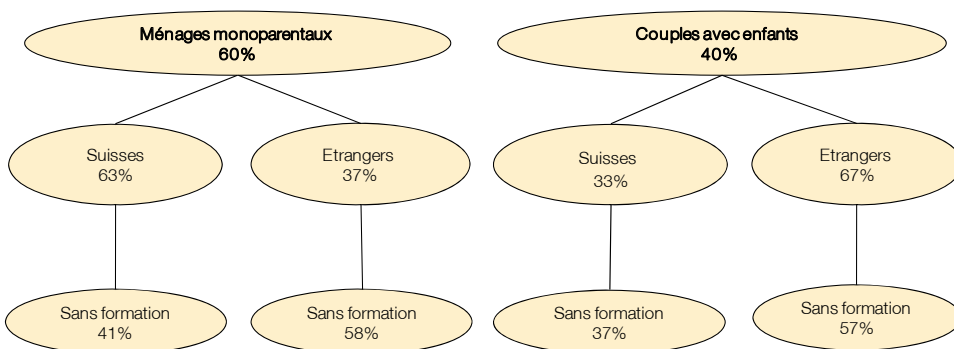 Ménages monoparentaux
60%
Couples avec enfants
40%
Suisses
63%
Etrangers
37%
Suisses
33%
Etrangers
67%
Sans formation
41%
Sans formation
58%
Sans formation
37%
Sans formation
57%